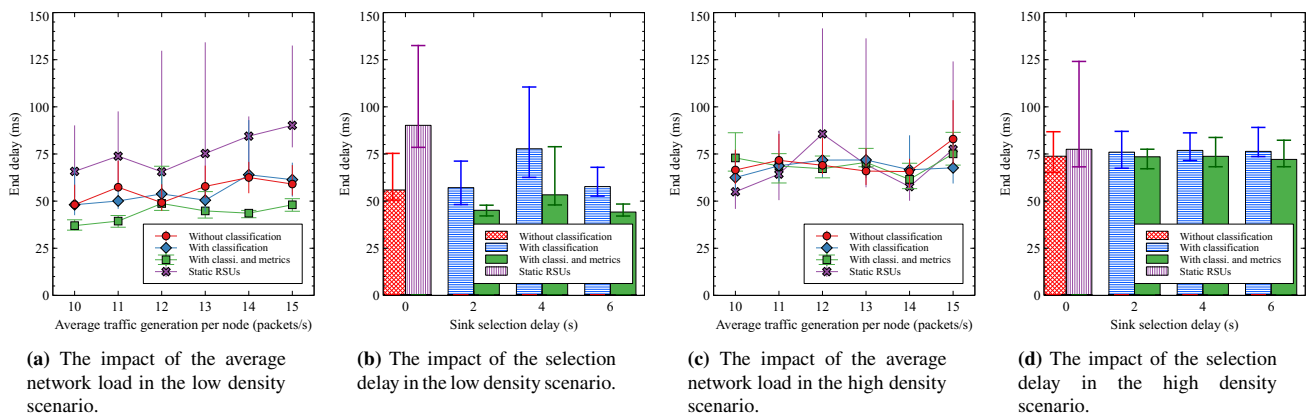 150
125
100
75
50
25
0
End delay (ms)
10 11 12 13 14 15
Average traffic generation per node (packets/s)
Without classification
With classification
With classi. and metrics
Static RSUs
150
125
100
75
50
25
0
End delay (ms)
0 2 4 6
Sink selection delay (s)
Without classification
With classification
With classi. and metrics
Static RSUs
150
125
100
75
50
25
0
End delay (ms)
10 11 12 13 14 15
Average traffic generation per node (packets/s)
Without classification
With classification
With classi. and metrics
Static RSUs
150
125
100
75
50
25
0
End delay (ms)
0 2 4 6
Sink selection delay (s)
Without classification
With classification
With classi. and metrics
Static RSUs
(a) The impact of the average
network load in the low density
scenario.
(b) The impact of the selection
delay in the low density scenario.
(c) The impact of the average
network load in the high density
scenario.
(d) The impact of the selection
delay in the high density
scenario.